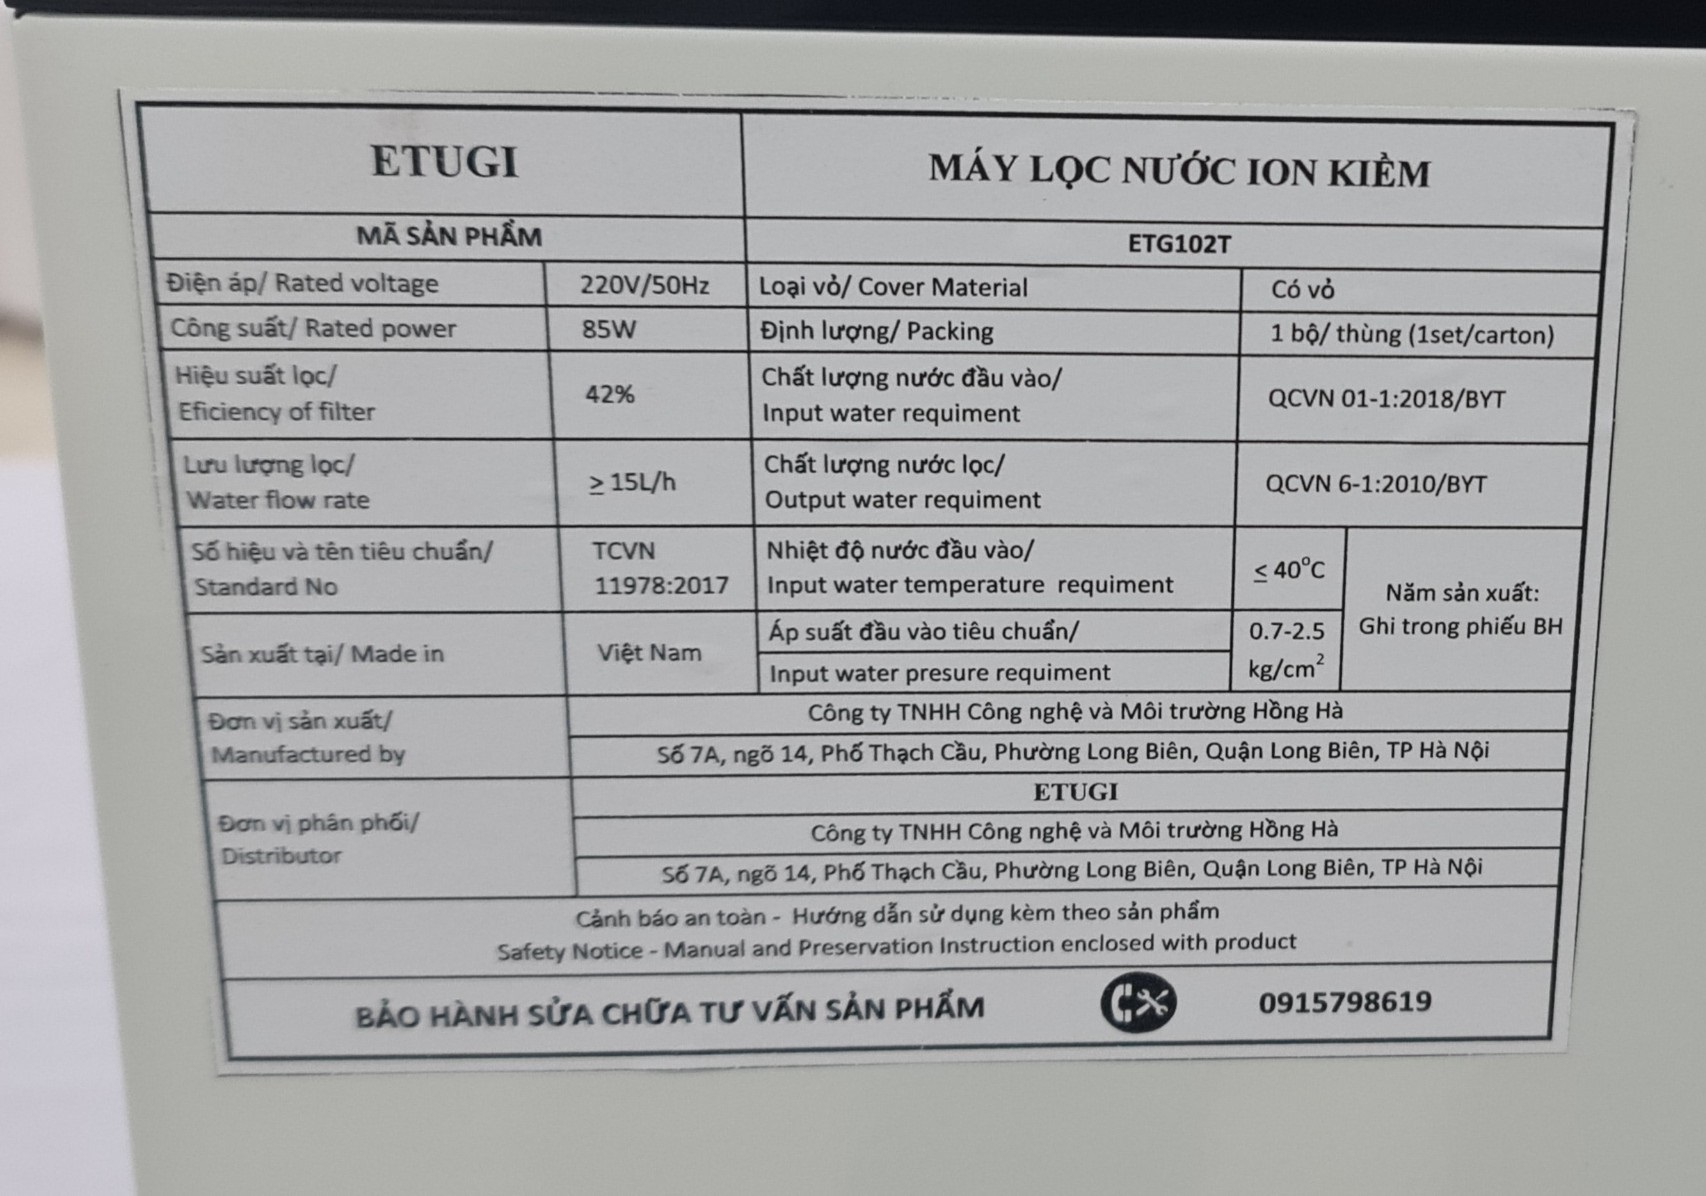 ETUGI
MÁY LỌC NƯỚC ION KIỀM
MÃ SẢN PHẨM
ETG102T
Điện áp/ Rated voltage
220V/50Hz
Loại vỏ/ Cover Material
Có vỏ
Công suất/ Rated power
85W
Định lượng/ Packing
1 bộ/ thùng (1set/carton)
Hiệu suất lọc/
Eficiency of filter
42%
Chất lượng nước đầu vào/
Input water requiment
QCVN 01-1:2018/BYT
Lưu lượng lọc/
Water flow rate
≥ 15L/h
Chất lượng nước lọc/
Output water requiment
QCVN 6-1:2010/BYT
Số hiệu và tên tiêu chuẩn/
Standard No
TCVN
11978:2017
Nhiệt độ nước đầu vào/
Input water temperature requiment
≤ 40°C
Năm sản xuất:
Ghi trong phiếu BH
Sản xuất tại/ Made in
Việt Nam
Áp suất đầu vào tiêu chuẩn/
Input water presure requiment
0.7-2.5
kg/cm²
Đơn vị sản xuất/
Manufactured by
Công ty TNHH Công nghệ và Môi trường Hồng Hà
Số 7A, ngõ 14, Phố Thạch Cầu, Phường Long Biên, Quận Long Biên, TP Hà Nội
Đơn vị phân phối/
Distributor
ETUGI
Công ty TNHH Công nghệ và Môi trường Hồng Hà
Số 7A, ngõ 14, Phố Thạch Cầu, Phường Long Biên, Quận Long Biên, TP Hà Nội
Cảnh báo an toàn - Hướng dẫn sử dụng kèm theo sản phẩm
Safety Notice - Manual and Preservation Instruction enclosed with product
BẢO HÀNH SỬA CHỮA TƯ VẤN SẢN PHẨM
0915798619